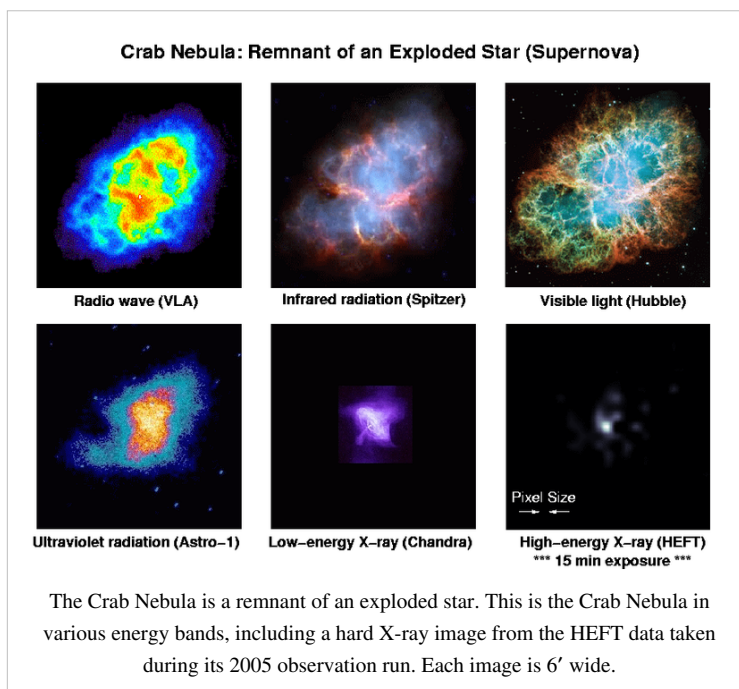 Crab Nebula: Remnant of an Exploded Star (Supernova)
Radio wave (VLA)
Infrared radiation (Spitzer)
Visible light (Hubble)
Ultraviolet radiation (Astro-1)
Low-energy X-ray (Chandra)
Pixel Size
High-energy X-ray (HEFT)
*** 15 min exposure ***
The Crab Nebula is a remnant of an exploded star. This is the Crab Nebula in
various energy bands, including a hard X-ray image from the HEFT data taken
during its 2005 observation run. Each image is 6′ wide.